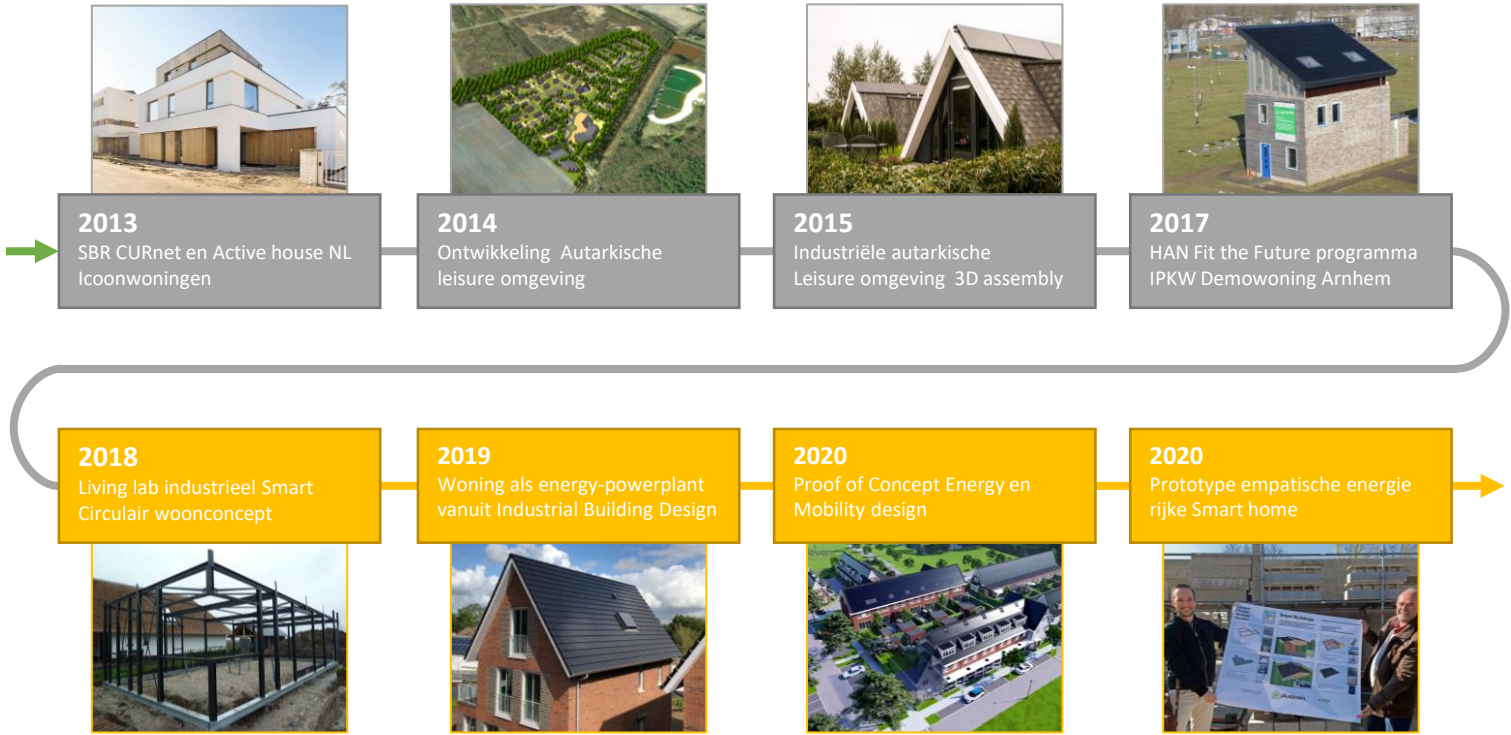 2013
SBR CURnet en Active house NL
Icoonwoningen
2014
Ontwikkeling Autarkische
leisure omgeving
2015
Industriële autarkische
Leisure omgeving 3D assembly
2017
HAN Fit the Future programma
IPKW Demowoning Arnhem
2018
Living lab industrieel Smart
Circulair woonconcept
2019
Woning als energy-powerplant
vanuit Industrial Building Design
2020
Proof of Concept Energy en
Mobility design
2020
Prototype empatische energie
rijke Smart home
Smart Buildings